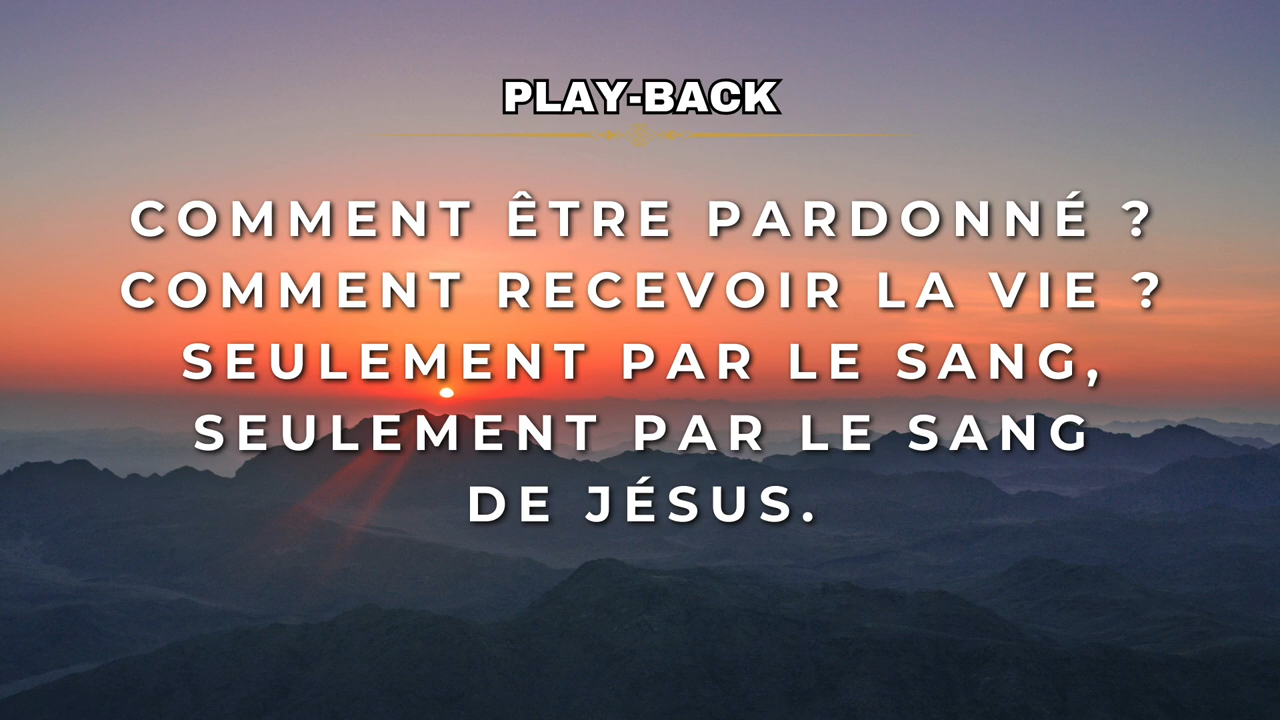 PLAY-BACK
COMMENT ÊTRE PARDONNÉ ?
COMMENT RECEVOIR LA VIE ?
SEULEMENT PAR LE SANG,
SEULEMENT PAR LE SANG
DE JÉSUS.